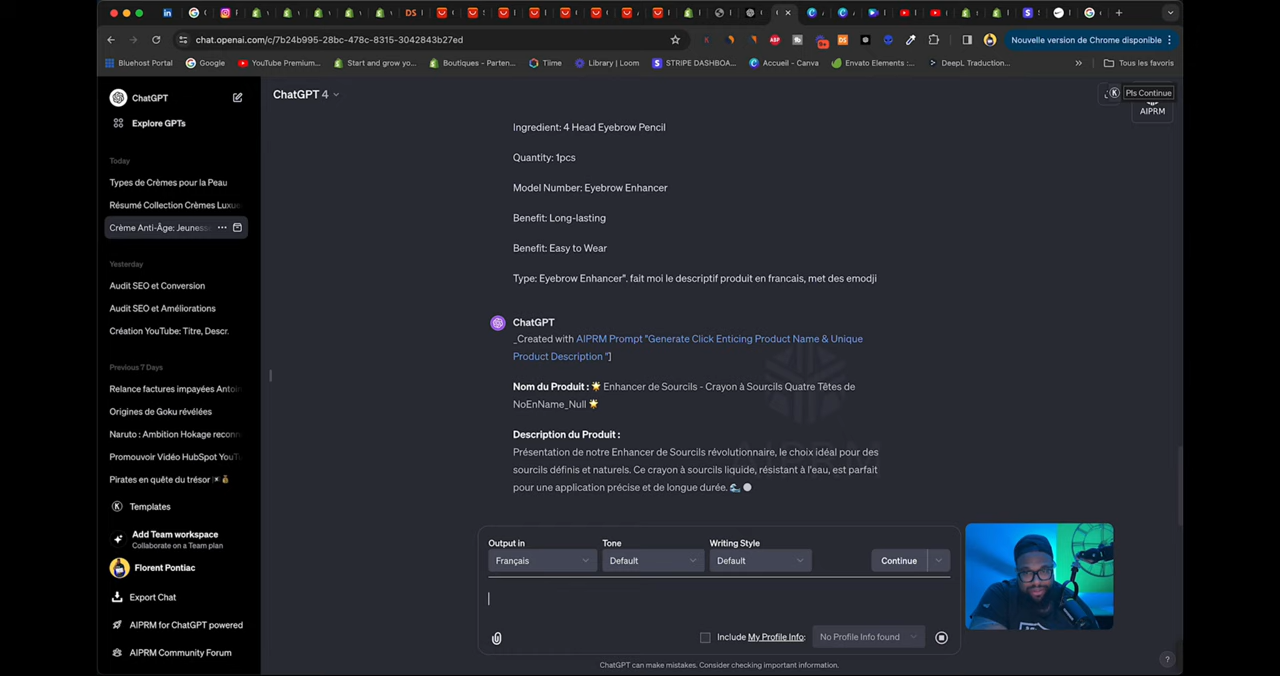 DS
chat.openai.com/c/7b24b995-28bc-478c-8315-3042843b27ed
ABP
8+
DS
Nouvelle version de Chrome disponible
Bluehost Portal
Google
YouTube Premium...
Start and grow yo...
Boutiques - Parten...
Tiime
Library | Loom
STRIPE DASHBOA...
Accueil - Canva
Envato Elements :...
DeepL Traduction...
»
Tous les favoris
ChatGPT
Explore GPTs
Today
Types de Crèmes pour la Peau
Résumé Collection Crèmes Luxue
Crème Anti-Âge: Jeuness
Yesterday
Audit SEO et Conversion
Audit SEO et Améliorations
Création YouTube: Titre, Descr.
Previous 7 Days
Relance factures impayées Antoin
Origines de Goku révélées
Naruto : Ambition Hokage reconn
Promouvoir Vidéo HubSpot YouT
Pirates en quête du trésor 🏴‍☠️💰
Templates
Add Team workspace
Collaborate on a Team plan
Florent Pontiac
Export Chat
AIPRM for ChatGPT powered
AIPRM Community Forum
ChatGPT 4
K
Pls Continue
AIPRM
Ingredient: 4 Head Eyebrow Pencil
Quantity: 1pcs
Model Number: Eyebrow Enhancer
Benefit: Long-lasting
Benefit: Easy to Wear
Type: Eyebrow Enhancer". fait moi le descriptif produit en francais, met des emodji
ChatGPT
_Created with AIPRM Prompt "Generate Click Enticing Product Name & Unique
Product Description "]
Nom du Produit : 🌟 Enhancer de Sourcils - Crayon à Sourcils Quatre Têtes de
NoEnName_Null 🌟
Description du Produit :
Présentation de notre Enhancer de Sourcils révolutionnaire, le choix idéal pour des
sourcils définis et naturels. Ce crayon à sourcils liquide, résistant à l'eau, est parfait
pour une application précise et de longue durée. 🌊
AIPRM
Output in
Français
Tone
Default
Writing Style
Default
Continue
Include My Profile Info:
No Profile Info found
ChatGPT can make mistakes. Consider checking important information.
?